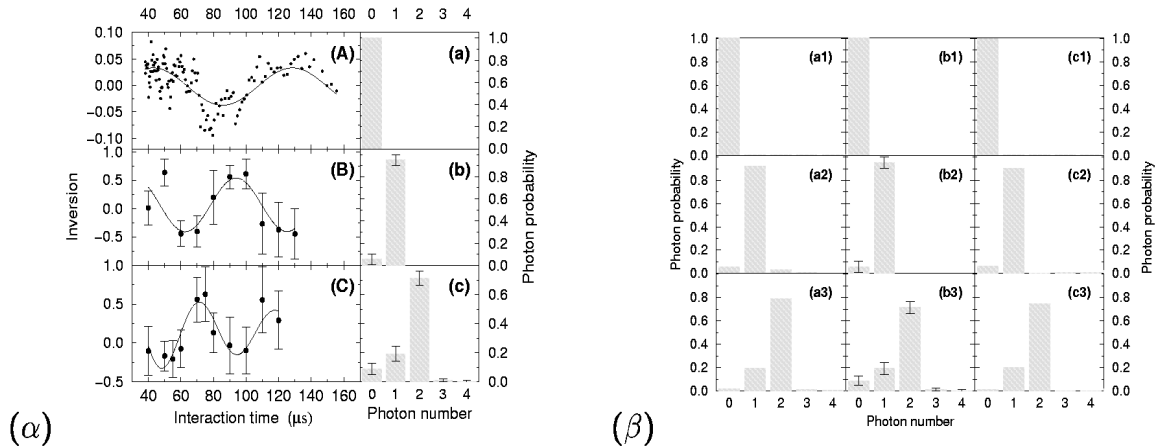 40 60 80 100 120 140 160 0 1 2 3 4
0.10
0.05
0.00
−0.05
−0.10
(A)
(a)
1.0
0.8
0.6
0.4
0.2
0.0
1.0
0.5
0.0
−0.5
(B)
(b)
0.8
0.6
0.4
0.2
0.0
1.0
0.5
0.0
−0.5
(C)
(c)
0.8
0.6
0.4
0.2
0.0
Inversion
Photon probability
40 60 80 100 120 140 160 0 1 2 3 4
Interaction time (μs) Photon number
(α)
1.0
0.8
0.6
0.4
0.2
0.0
(a1)
(b1)
(c1)
1.0
0.8
0.6
0.4
0.2
0.0
0.8
0.6
0.4
0.2
0.0
(a2)
(b2)
(c2)
0.8
0.6
0.4
0.2
0.0
0.8
0.6
0.4
0.2
0.0
(a3)
(b3)
(c3)
0.8
0.6
0.4
0.2
0.0
Photon probability
Photon probability
0 1 2 3 4 0 1 2 3 4 0 1 2 3 4
Photon number
(β)